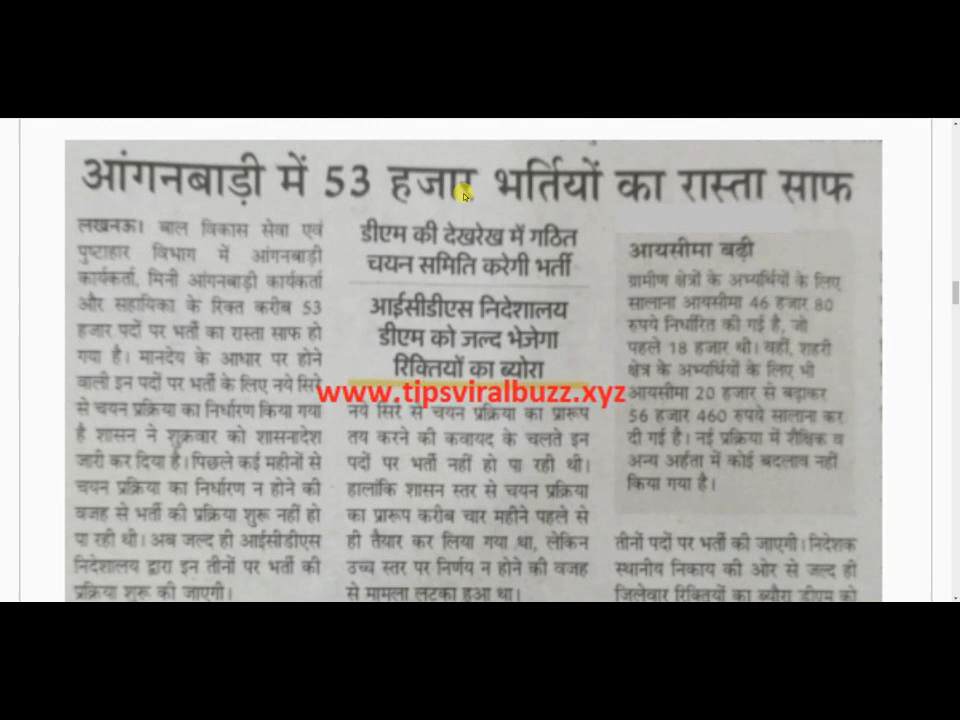 आंगनबाड़ी में 53 हजार भर्तियों का रास्ता साफ
लखनऊ। बाल विकास सेवा एवं
पुष्टाहार विभाग में आंगनबाड़ी
कार्यकर्ता, मिनी आंगनबाड़ी कार्यकर्ता
और सहायिका के रिक्त करीब 53
हजार पदों पर भर्ती का रास्ता साफ हो
गया है। मानदेय के आधार पर होने
वाली इन पदों पर भर्ती के लिए नये सिरे
से चयन प्रक्रिया का निर्धारण किया गया
है शासन ने शुक्रवार को शासनादेश
जारी कर दिया है। पिछले कई महीनों से
चयन प्रक्रिया का निर्धारण न होने की
वजह से भर्ती की प्रक्रिया शुरू नहीं हो
पा रही थी। अब जल्द ही आईसीडीएस
निदेशालय द्वारा इन तीनों पर भर्ती की
प्रक्रिया शुरू की जाएगी।
डीएम की देखरेख में गठित
चयन समिति करेगी भर्ती
आईसीडीएस निदेशालय
डीएम को जल्द भेजेगा
रिक्तियों का ब्योरा
www.tipsviralbuzz.xyz
नये सिरे से चयन प्रक्रिया का प्रारूप
तय करने की कवायद के चलते इन
पदों पर भर्ती नहीं हो पा रही थी।
हालांकि शासन स्तर से चयन प्रक्रिया
का प्रारूप करीब चार महीने पहले से
ही तैयार कर लिया गया था, लेकिन
उच्च स्तर पर निर्णय न होने की वजह
से मामला लटका हुआ था।
आयसीमा बढ़ी
ग्रामीण क्षेत्रों के अभ्यर्थियों के लिए
सालाना आयसीमा 46 हजार 80
रुपये निर्धारित की गई है, जो
पहले 18 हजार थी। वहीं, शहरी
क्षेत्र के अभ्यर्थियों के लिए भी
आयसीमा 20 हजार से बढ़ाकर
56 हजार 460 रुपये सालाना कर
दी गई है। नई प्रक्रिया में शैक्षिक व
अन्य अर्हता में कोई बदलाव नहीं
किया गया है।
तीनों पदों पर भर्ती की जाएगी। निदेशक
स्थानीय निकाय की ओर से जल्द ही
जिलेवार रिक्तियों का ब्यौरा डीएम को